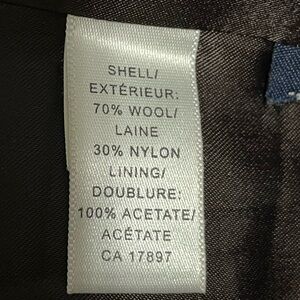 SHELL/
EXTÉRIEUR:
70% WOOL/
LAINE
30% NYLON
LINING/
DOUBLURE:
100% ACETATE/
ACÉTATE
CA 17897